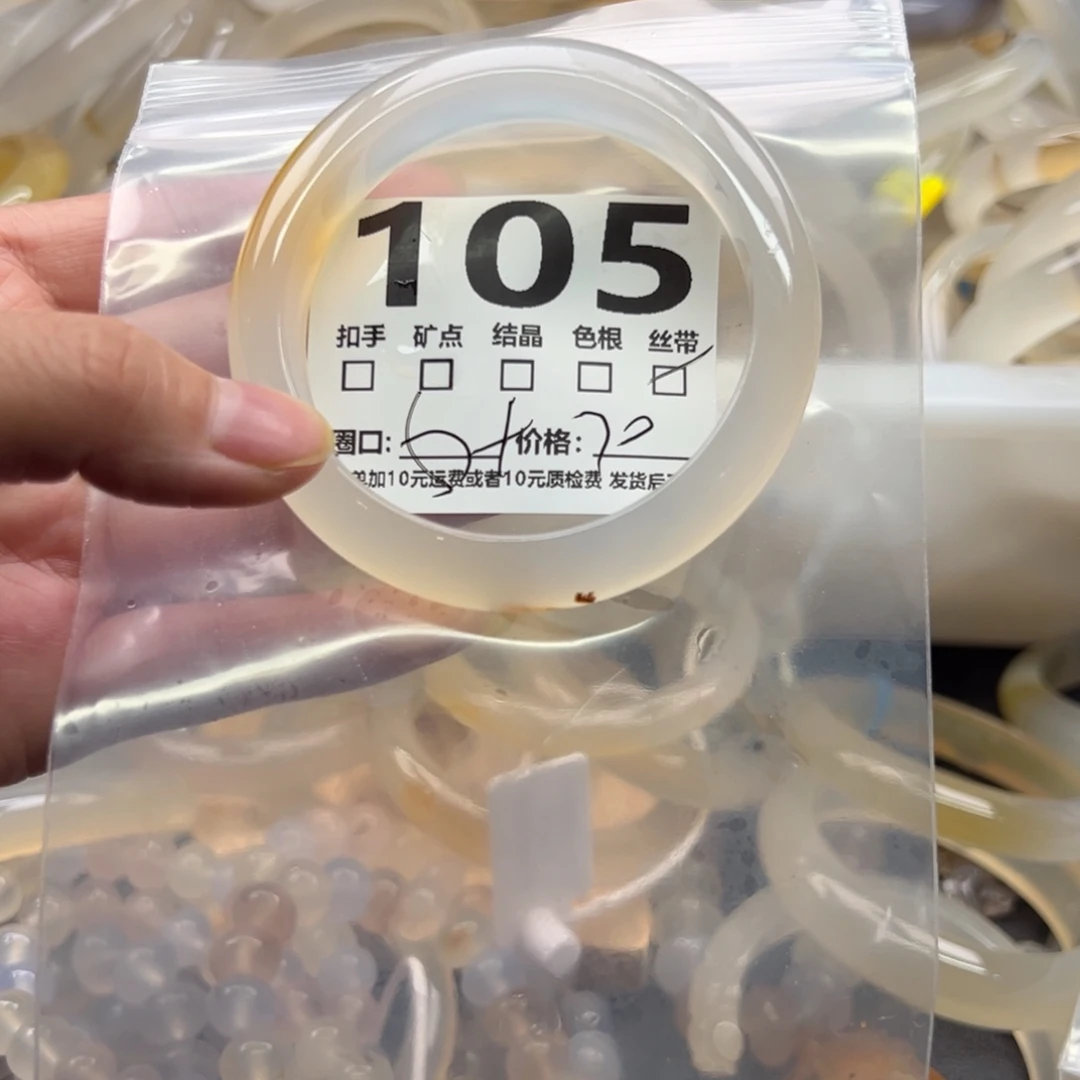 105
扣手 矿点 结晶 色根 丝带
圈口: 价格:
加10元运费或者10元质检费 发货后